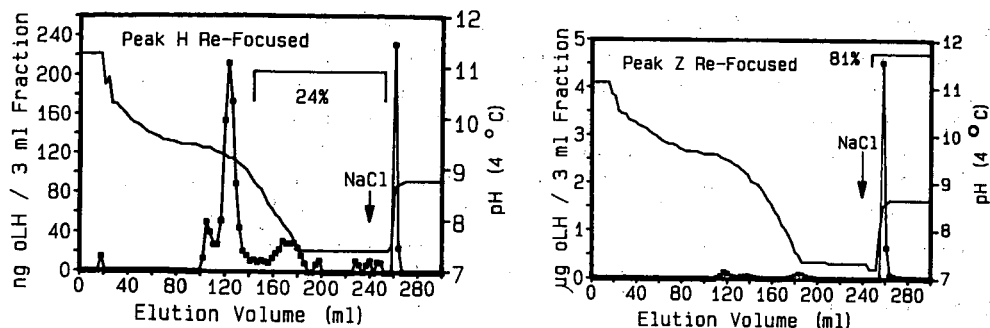 Peak H Re-Focused
24%
NaCl
ng oLH / 3 ml Fraction
260
220
200
160
120
80
40
0
12
11
10
9
8
7
pH (4 °C)
0 40 80 120 160 200 240 280
Elution Volume (ml)
Peak Z Re-Focused
81%
NaCl
µg oLH / 3 ml Fraction
5
4
3
2
1
0
12
11
10
9
8
7
pH (4 °C)
0 40 80 120 160 200 240 280
Elution Volume (ml)